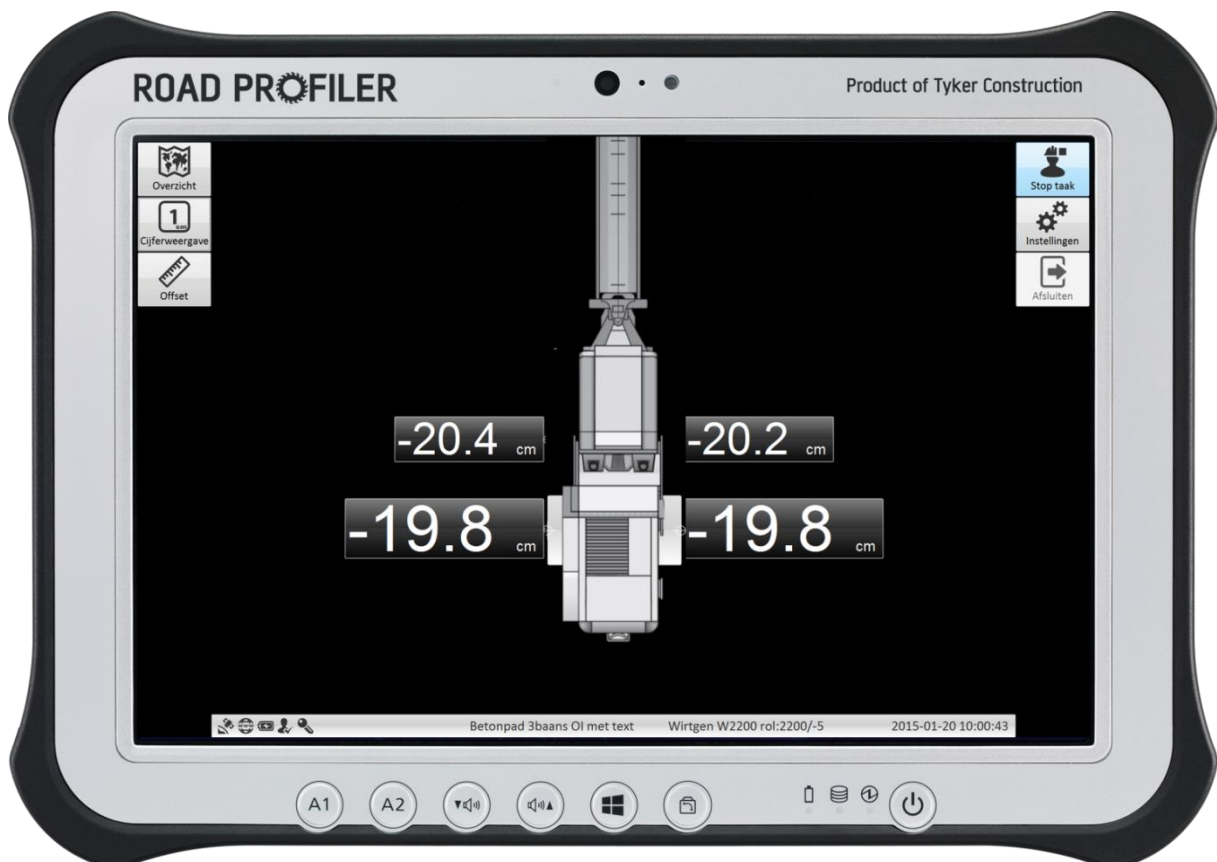 ROAD PROFILER
Product of Tyker Construction
Overzicht
Stop taak
1
cm
Cijferweergave
Instellingen
Offset
Afsluiten
-20.4 cm
-20.2 cm
-19.8 cm
-19.8 cm
Betonpad 3baans OI met text Wirtgen W2200 rol:2200/-5 2015-01-20 10:00:43
A1
A2